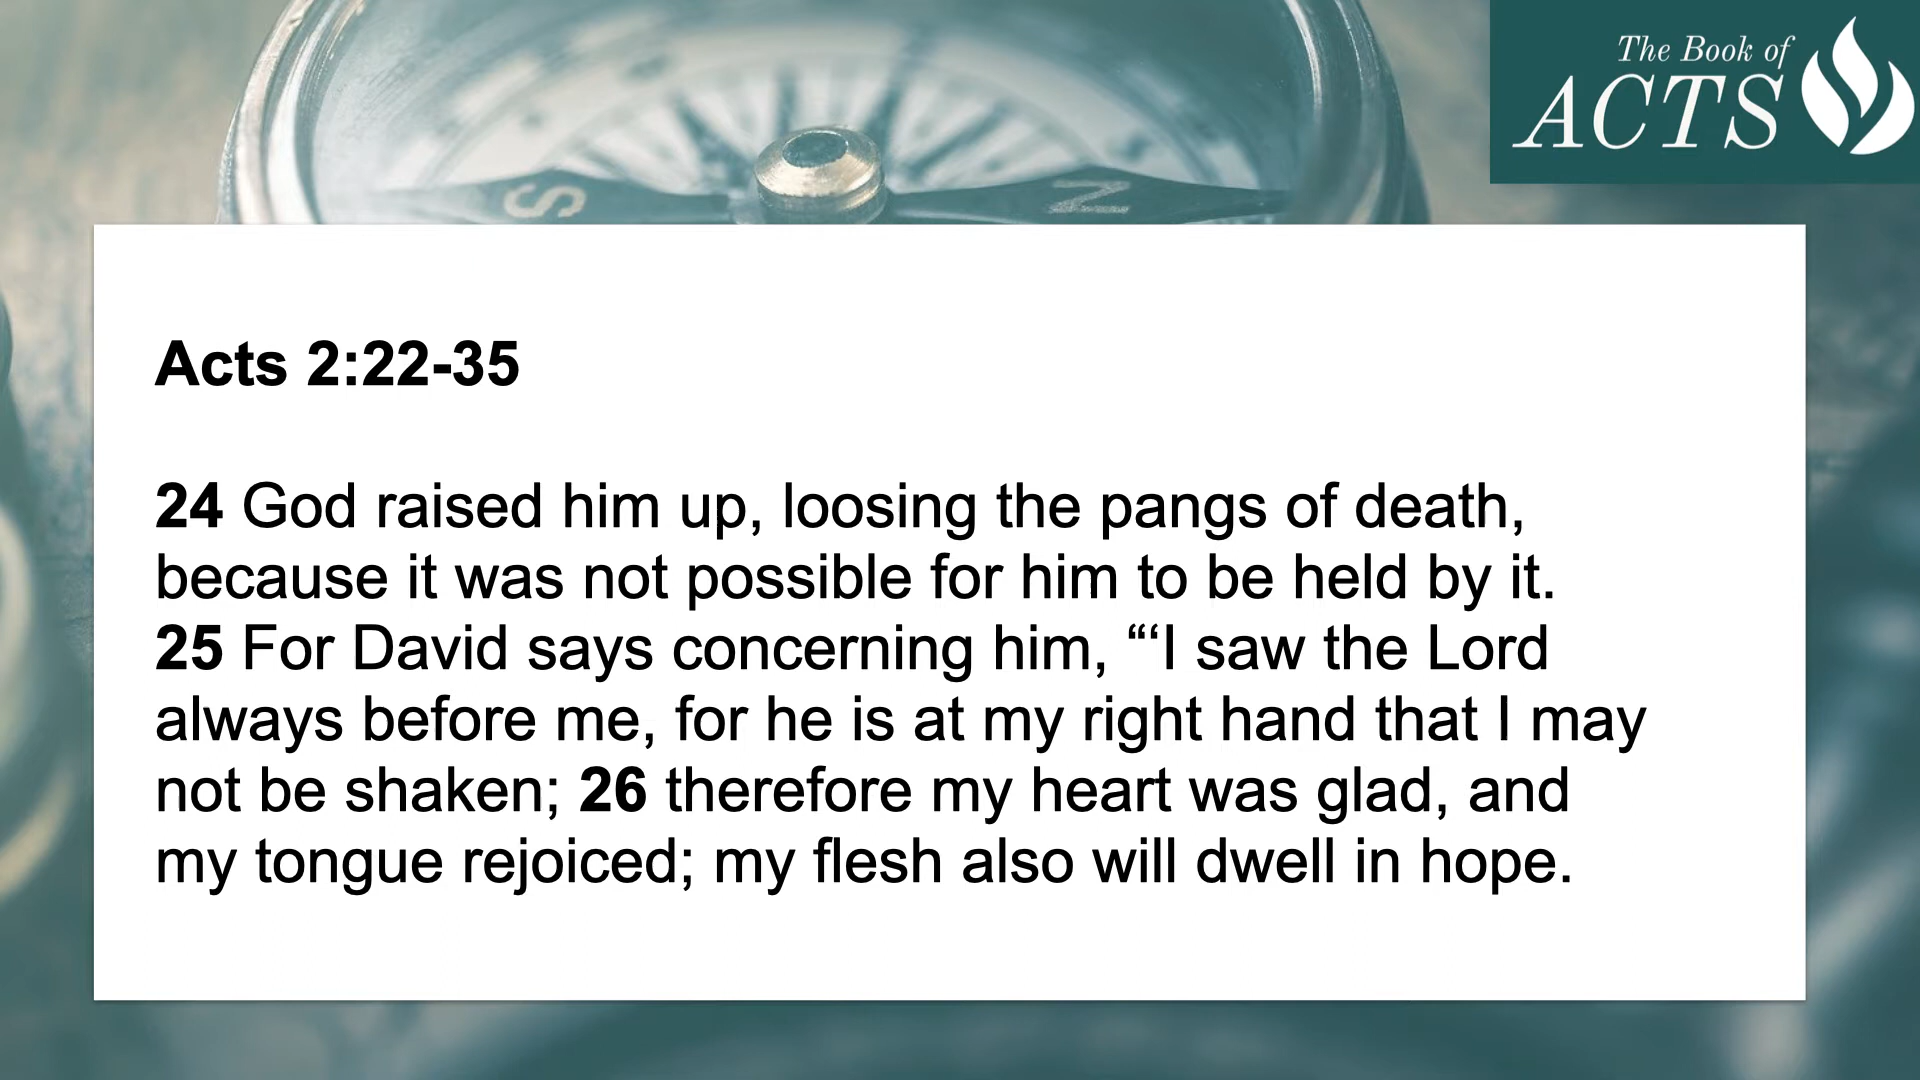 The Book of
ACTS
S
N
Acts 2:22-35
24 God raised him up, loosing the pangs of death,
because it was not possible for him to be held by it.
25 For David says concerning him, “‘I saw the Lord
always before me, for he is at my right hand that I may
not be shaken; 26 therefore my heart was glad, and
my tongue rejoiced; my flesh also will dwell in hope.